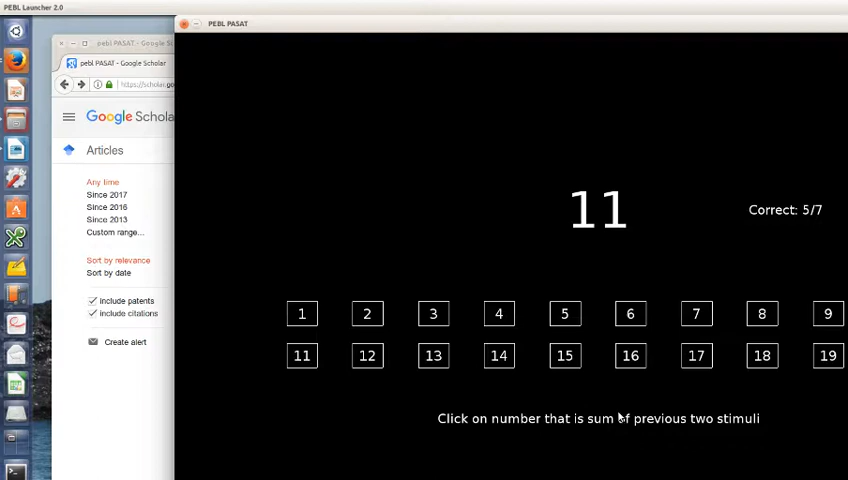 PEBL Launcher 2.0
PEBL PASAT
pebl PASAT - Google Sc
pebl PASAT - Google Scholar
https://scholar.go
Google Schola
Articles
Any time
Since 2017
Since 2016
Since 2013
Custom range...
Sort by relevance
Sort by date
include patents
include citations
Create alert
11
Correct: 5/7
1 2 3 4 5 6 7 8 9
11 12 13 14 15 16 17 18 19
Click on number that is sum of previous two stimuli